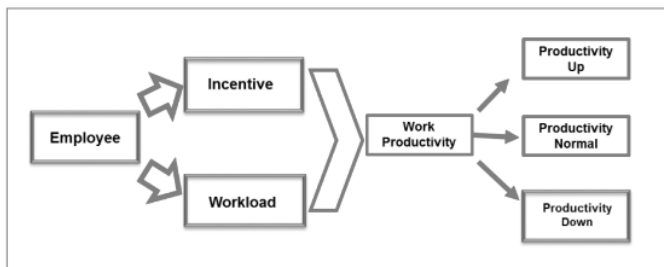 Employee
Incentive
Workload
Work
Productivity
Productivity
Up
Productivity
Normal
Productivity
Down